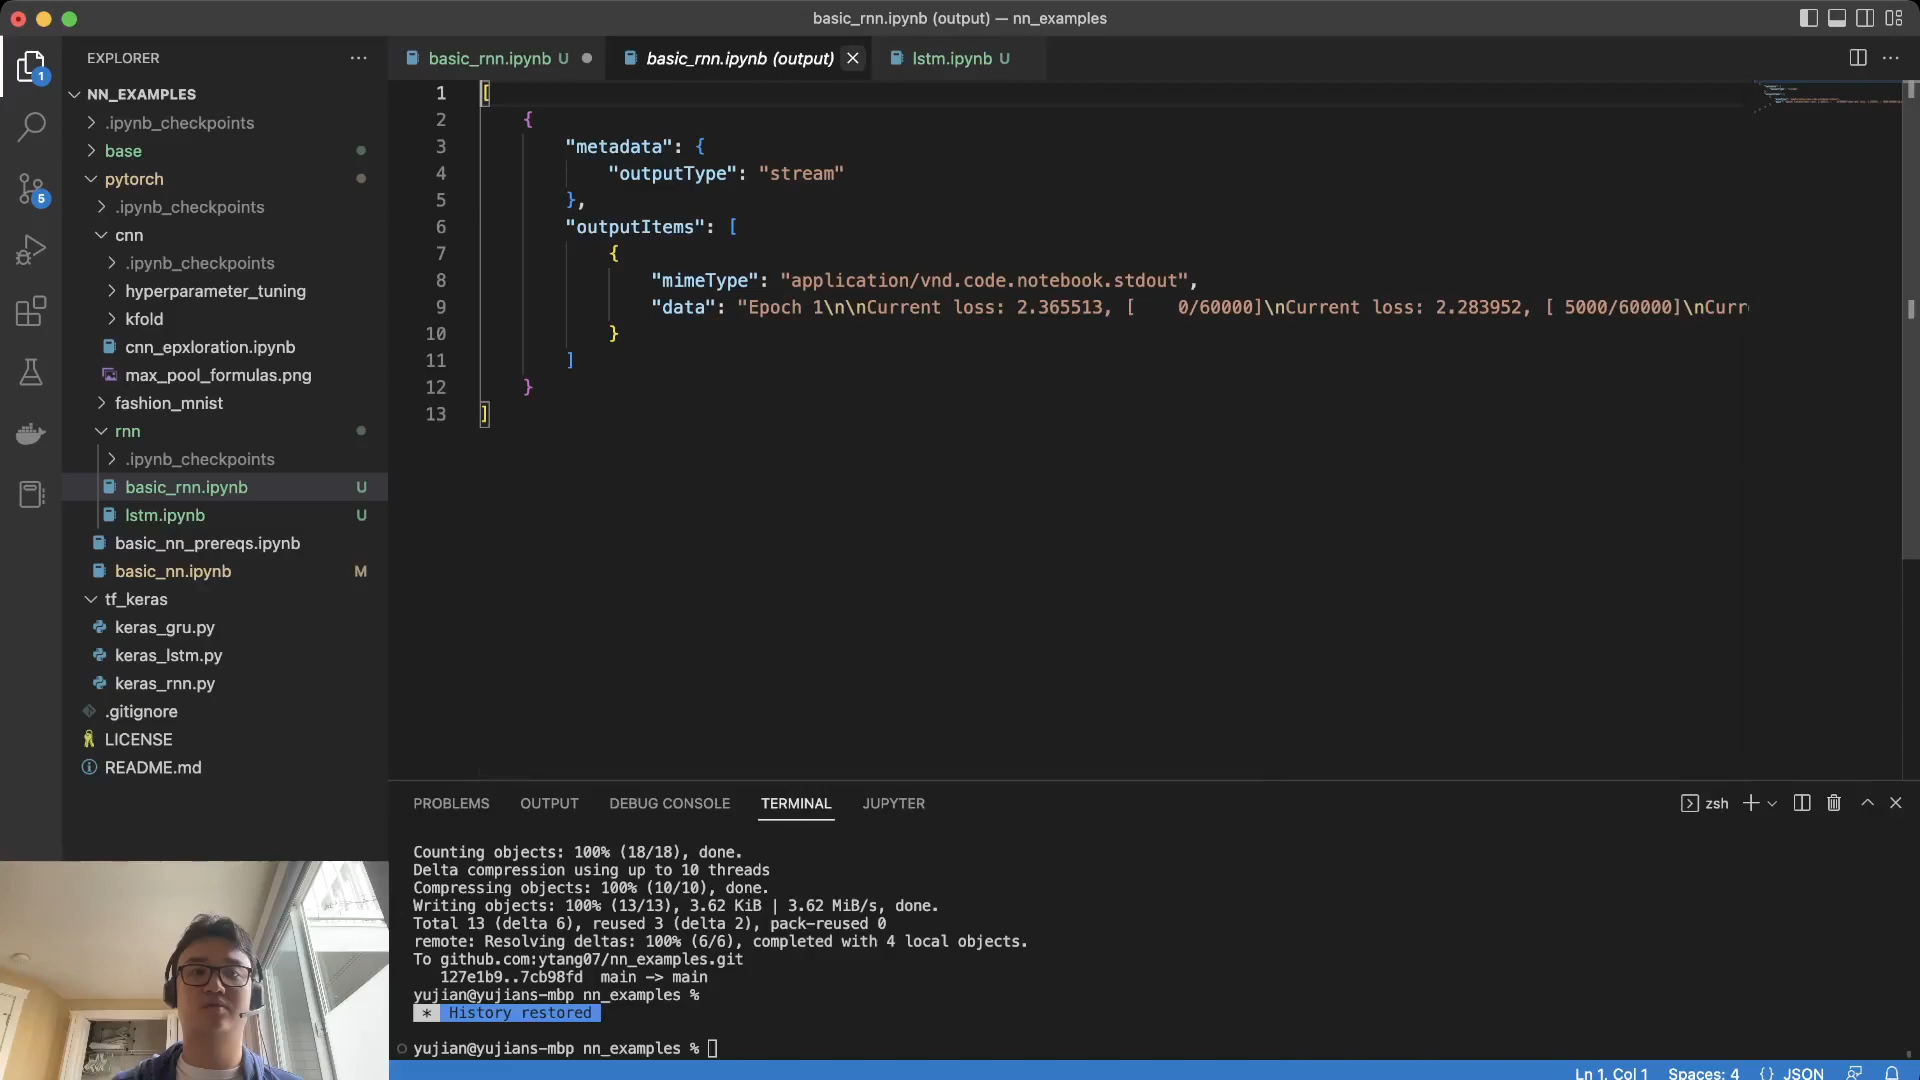 basic_rnn.ipynb (output) — nn_examples
EXPLORER
1
NN_EXAMPLES
.ipynb_checkpoints
base
pytorch
5
.ipynb_checkpoints
cnn
.ipynb_checkpoints
hyperparameter_tuning
kfold
cnn_epxloration.ipynb
max_pool_formulas.png
fashion_mnist
rnn
.ipynb_checkpoints
basic_rnn.ipynb U
lstm.ipynb U
basic_nn_prereqs.ipynb
basic_nn.ipynb M
tf_keras
keras_gru.py
keras_lstm.py
keras_rnn.py
.gitignore
LICENSE
README.md
basic_rnn.ipynb U
basic_rnn.ipynb (output)
lstm.ipynb U
1 [
2 {
3 "metadata": {
4 "outputType": "stream"
5 },
6 "outputItems": [
7 {
8 "mimeType": "application/vnd.code.notebook.stdout",
9 "data": "Epoch 1\n\nCurrent loss: 2.365513, [    0/60000]\nCurrent loss: 2.283952, [ 5000/60000]\nCurr
10 }
11 ]
12 }
13 ]
PROBLEMS OUTPUT DEBUG CONSOLE TERMINAL JUPYTER
zsh
Counting objects: 100% (18/18), done.
Delta compression using up to 10 threads
Compressing objects: 100% (10/10), done.
Writing objects: 100% (13/13), 3.62 KiB | 3.62 MiB/s, done.
Total 13 (delta 6), reused 3 (delta 2), pack-reused 0
remote: Resolving deltas: 100% (6/6), completed with 4 local objects.
To github.com:ytang07/nn_examples.git
127e1b9..7cb98fd  main -> main
yujian@yujians-mbp nn_examples %
* History restored
yujian@yujians-mbp nn_examples %
Ln 1, Col 1 Spaces: 4 {} JSON